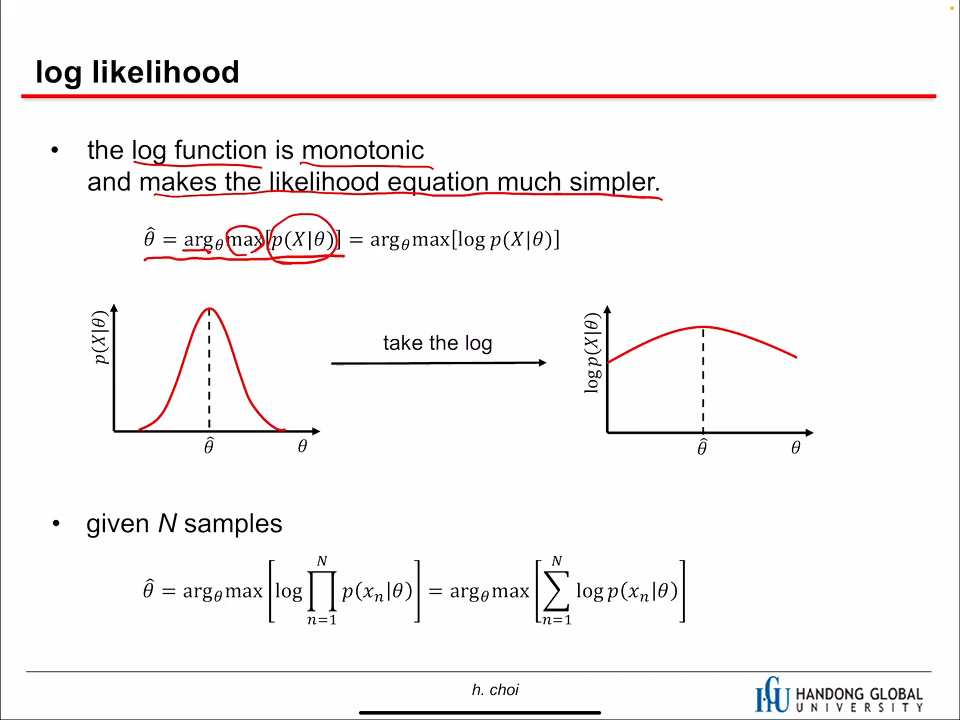 log likelihood
• the log function is monotonic
and makes the likelihood equation much simpler.
θ̂ = arg_θ max[p(X|θ)] = arg_θ max[log p(X|θ)]
p(X|θ)
θ̂
θ
take the log
log p(X|θ)
θ̂
θ
• given N samples
θ̂ = arg_θ max [log ∏_{n=1}^{N} p(x_n|θ)] = arg_θ max [∑_{n=1}^{N} log p(x_n|θ)]
h. choi
HANDONG GLOBAL
UNIVERSITY